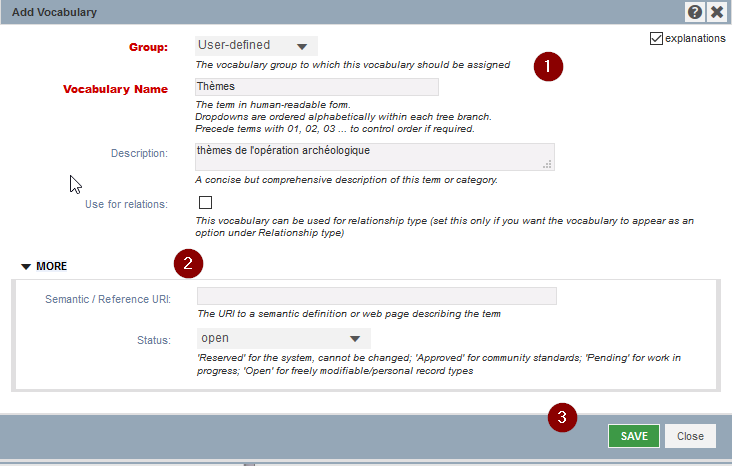 Add Vocabulary
explanations
Group:
User-defined
1
The vocabulary group to which this vocabulary should be assigned
Vocabulary Name
Thèmes
The term in human-readable form.
Dropdowns are ordered alphabetically within each tree branch.
Precede terms with 01, 02, 03 ... to control order if required.
Description:
thèmes de l'opération archéologique
A concise but comprehensive description of this term or category.
Use for relations:
This vocabulary can be used for relationship type (set this only if you want the vocabulary to appear as an
option under Relationship type)
2
MORE
Semantic / Reference URI:
The URI to a semantic definition or web page describing the term
Status:
open
'Reserved' for the system, cannot be changed; 'Approved' for community standards; 'Pending' for work in
progress; 'Open' for freely modifiable/personal record types
3
SAVE
Close